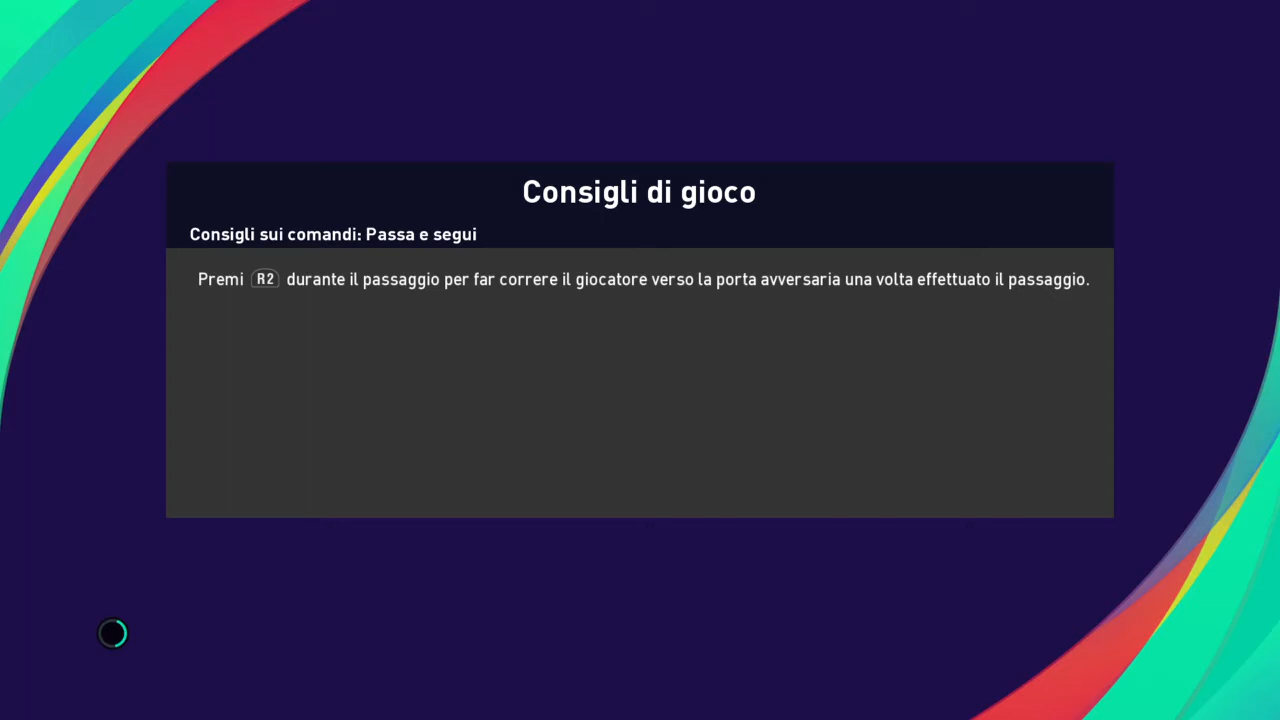 Consigli di gioco
Consigli sui comandi: Passa e segui
Premi R2 durante il passaggio per far correre il giocatore verso la porta avversaria una volta effettuato il passaggio.